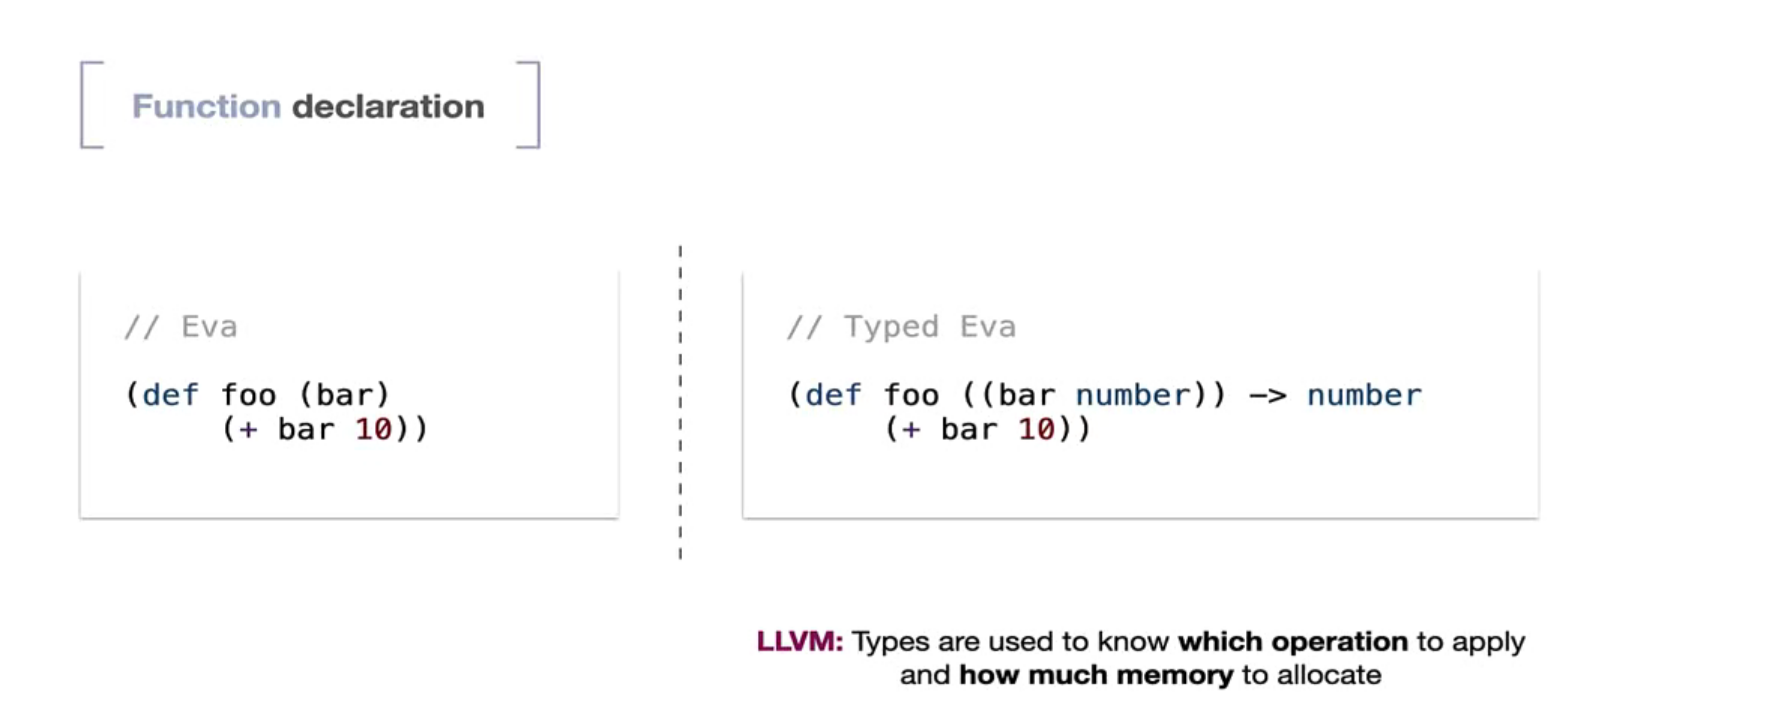 Function declaration
// Eva
(def foo (bar)
(+ bar 10))
// Typed Eva
(def foo ((bar number)) -> number
(+ bar 10))
LLVM: Types are used to know which operation to apply
and how much memory to allocate